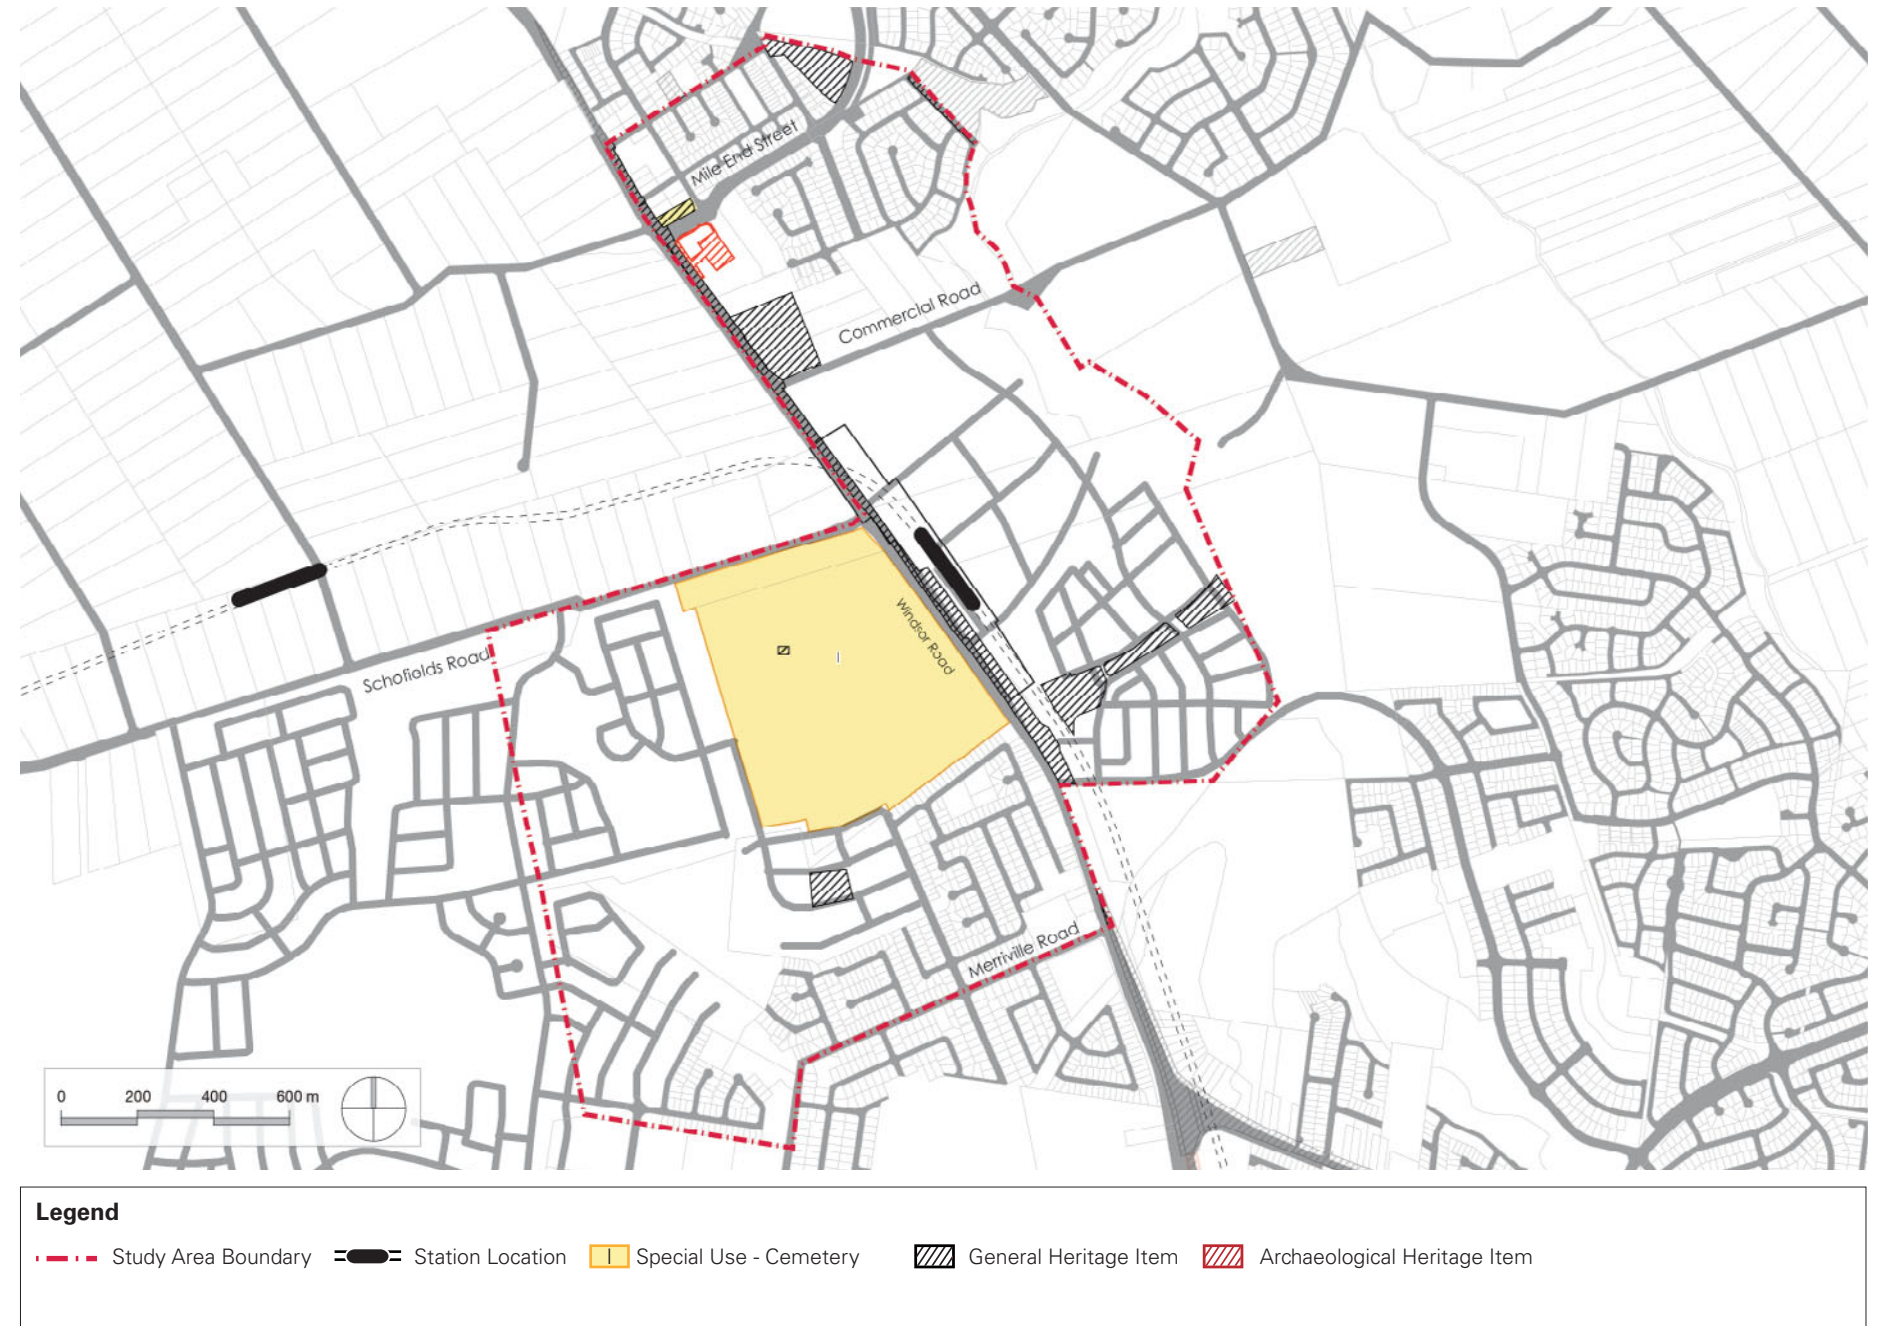 Mile End Street
Commercial Road
Windsor Road
I
Schofields Road
Merriville Road
0 200 400 600 m
Legend
Study Area Boundary
Station Location
I Special Use - Cemetery
General Heritage Item
Archaeological Heritage Item